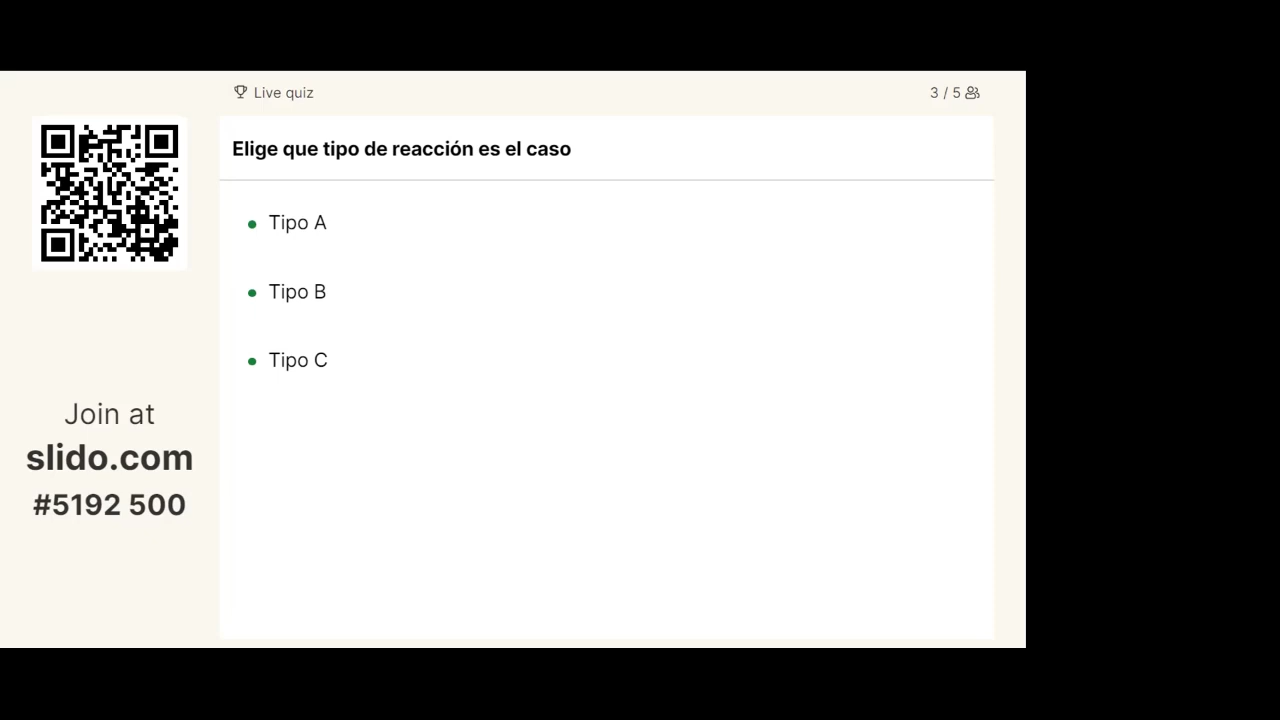 Live quiz
3 / 5
Elige que tipo de reacción es el caso
Tipo A
Tipo B
Tipo C
Join at
slido.com
#5192 500